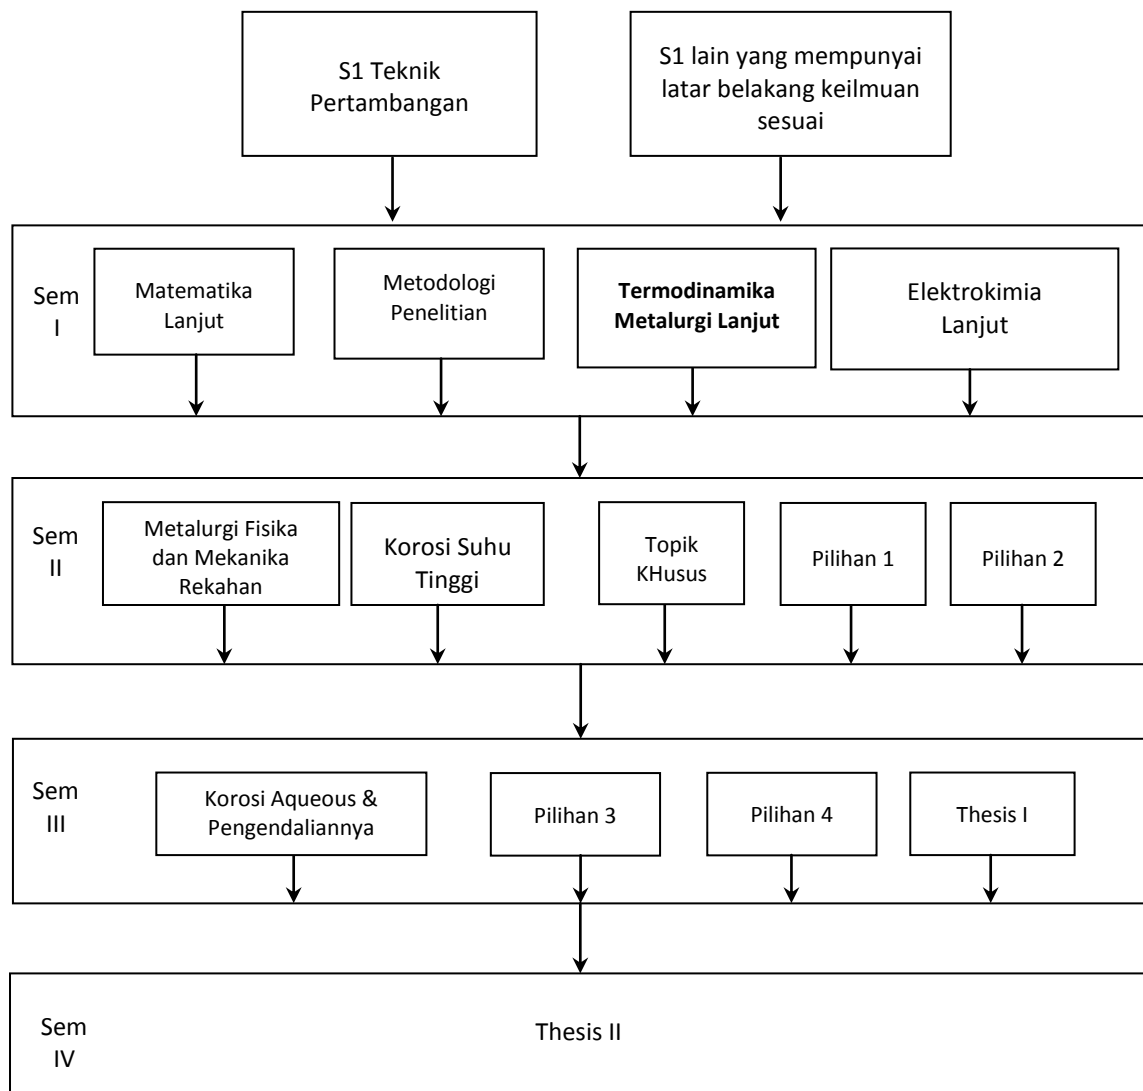 S1 Teknik
Pertambangan
S1 lain yang mempunyai
latar belakang keilmuan
sesuai
Sem
I
Matematika
Lanjut
Metodologi
Penelitian
Termodinamika
Metalurgi Lanjut
Elektrokimia
Lanjut
Sem
II
Metalurgi Fisika
dan Mekanika
Rekahan
Korosi Suhu
Tinggi
Topik
KHusus
Pilihan 1
Pilihan 2
Sem
III
Korosi Aqueous &
Pengendaliannya
Pilihan 3
Pilihan 4
Thesis I
Sem
IV
Thesis II